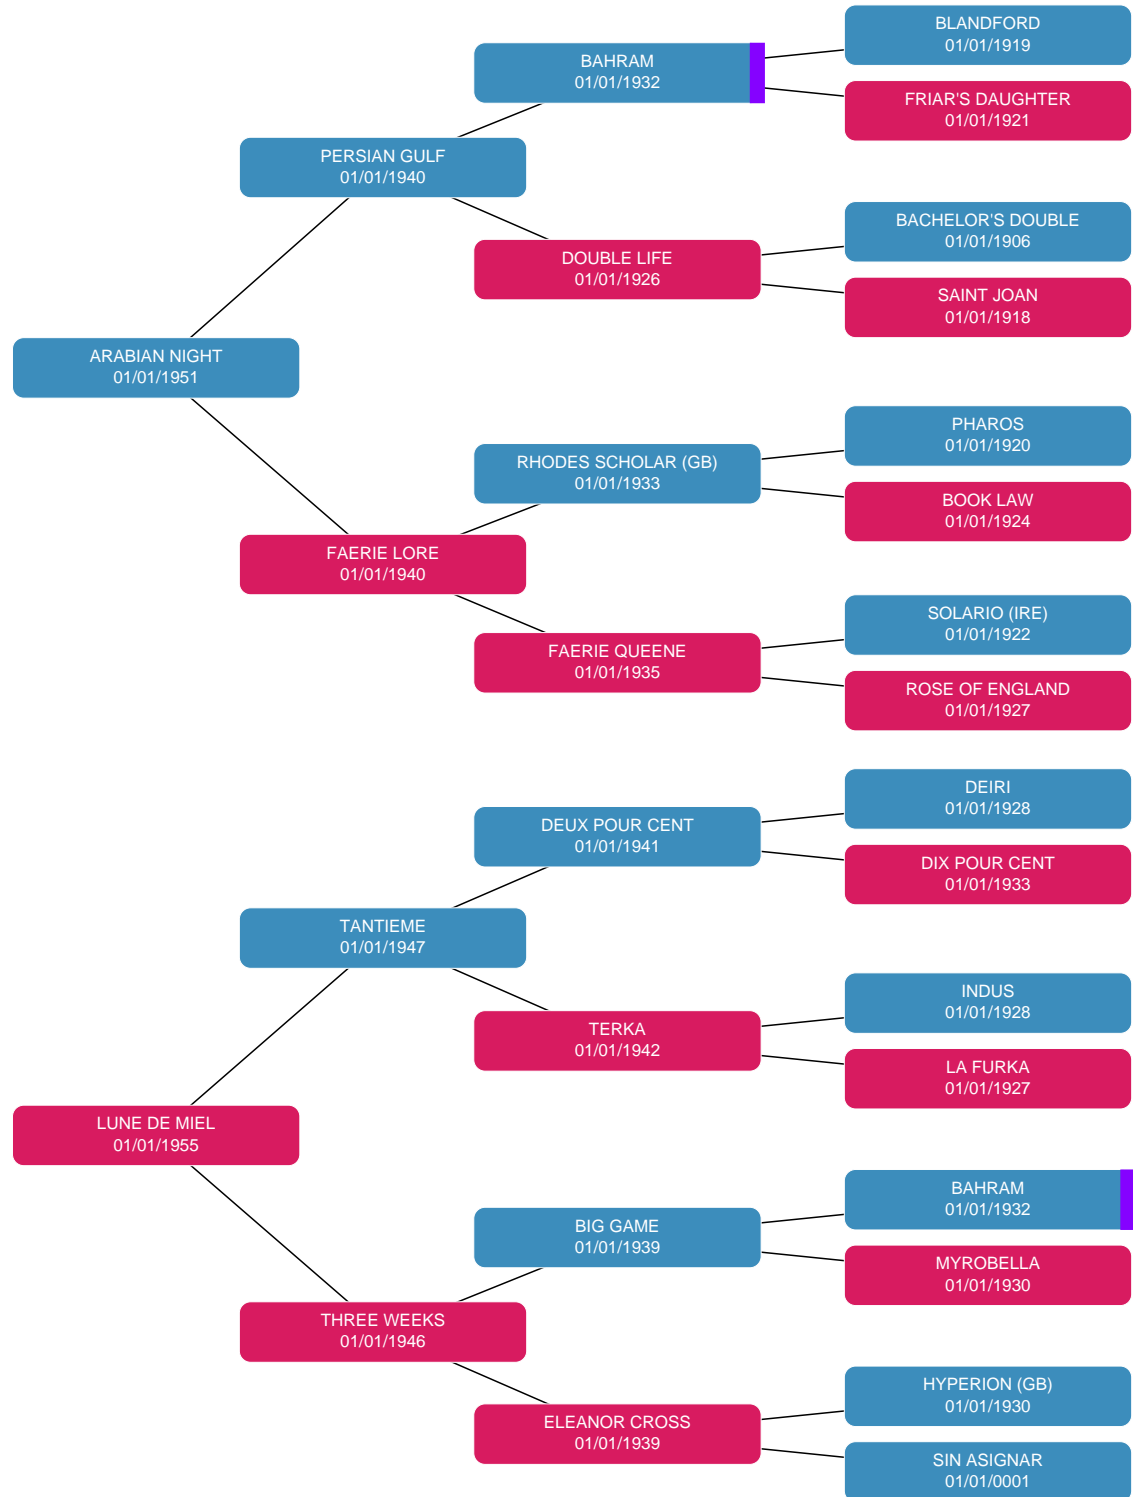 BLANDFORD
01/01/1919
BAHRAM
01/01/1932
FRIAR'S DAUGHTER
01/01/1921
PERSIAN GULF
01/01/1940
BACHELOR'S DOUBLE
01/01/1906
DOUBLE LIFE
01/01/1926
SAINT JOAN
01/01/1918
ARABIAN NIGHT
01/01/1951
PHAROS
01/01/1920
RHODES SCHOLAR (GB)
01/01/1933
BOOK LAW
01/01/1924
FAERIE LORE
01/01/1940
SOLARIO (IRE)
01/01/1922
FAERIE QUEENE
01/01/1935
ROSE OF ENGLAND
01/01/1927
DEIRI
01/01/1928
DEUX POUR CENT
01/01/1941
DIX POUR CENT
01/01/1933
TANTIEME
01/01/1947
INDUS
01/01/1928
TERKA
01/01/1942
LA FURKA
01/01/1927
LUNE DE MIEL
01/01/1955
BAHRAM
01/01/1932
BIG GAME
01/01/1939
MYROBELLA
01/01/1930
THREE WEEKS
01/01/1946
HYPERION (GB)
01/01/1930
ELEANOR CROSS
01/01/1939
SIN ASIGNAR
01/01/0001